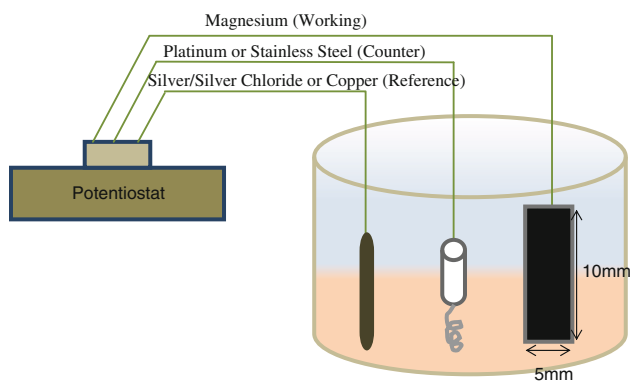 Magnesium (Working)
Platinum or Stainless Steel (Counter)
Silver/Silver Chloride or Copper (Reference)
Potentiostat
10mm
5mm